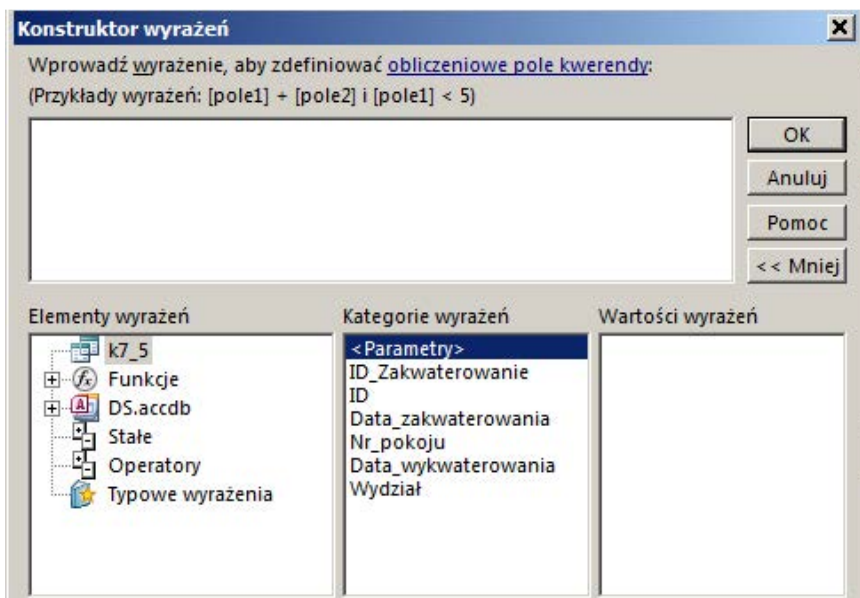 Konstruktor wyrażeń
Wprowadź wyrażenie, aby zdefiniować obliczeniowe pole kwerendy:
(Przykłady wyrażeń: [pole1] + [pole2] i [pole1] < 5)
OK
Anuluj
Pomoc
<< Mniej
Elementy wyrażeń
k7_5
Funkcje
DS.accdb
Stałe
Operatory
Typowe wyrażenia
Kategorie wyrażeń
<Parametry>
ID_Zakwaterowanie
ID
Data_zakwaterowania
Nr_pokoju
Data_wykwaterowania
Wydział
Wartości wyrażeń